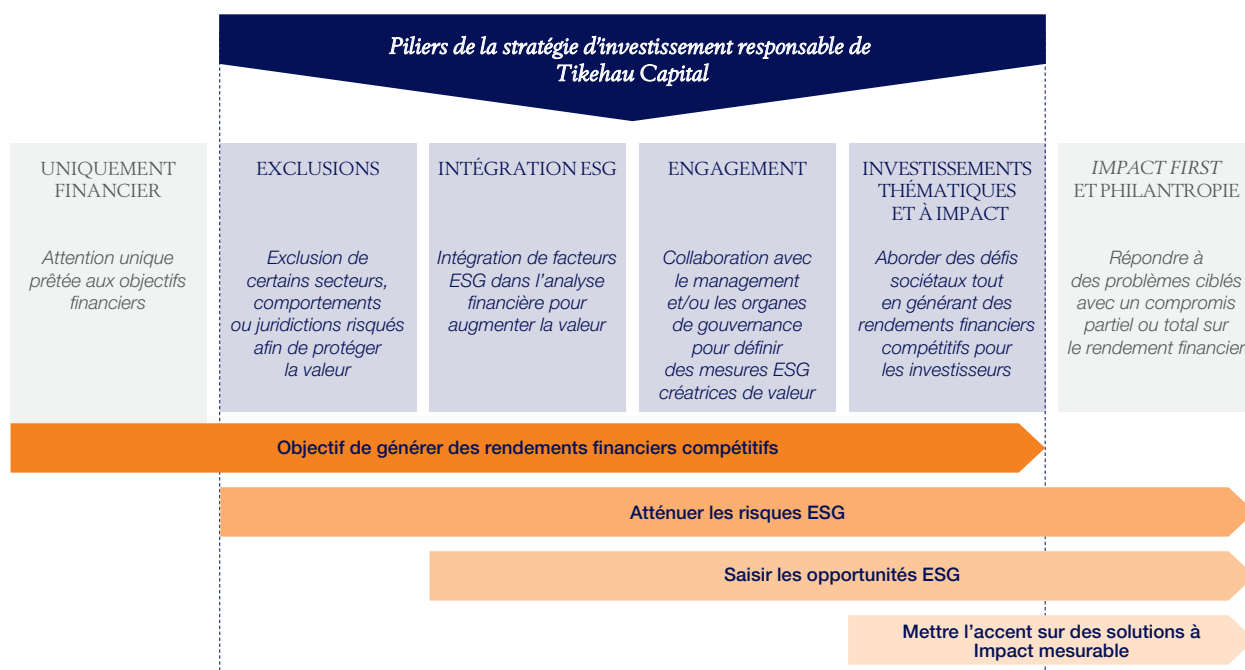 Piliers de la stratégie d'investissement responsable de
Tikehau Capital
UNIQUEMENT
FINANCIER
Attention unique
prêtée aux objectifs
financiers
EXCLUSIONS
Exclusion de
certains secteurs,
comportements
ou juridictions risqués
afin de protéger
la valeur
INTÉGRATION ESG
Intégration de facteurs
ESG dans l'analyse
financière pour
augmenter la valeur
ENGAGEMENT
Collaboration avec
le management
et/ou les organes
de gouvernance
pour définir
des mesures ESG
créatrices de valeur
INVESTISSEMENTS
THÉMATIQUES
ET À IMPACT
Aborder des défis
sociétaux tout
en générant des
rendements financiers
compétitifs pour
les investisseurs
IMPACT FIRST
ET PHILANTROPIE
Répondre à
des problèmes ciblés
avec un compromis
partiel ou total sur
le rendement financier
Objectif de générer des rendements financiers compétitifs
Atténuer les risques ESG
Saisir les opportunités ESG
Mettre l'accent sur des solutions à
Impact mesurable